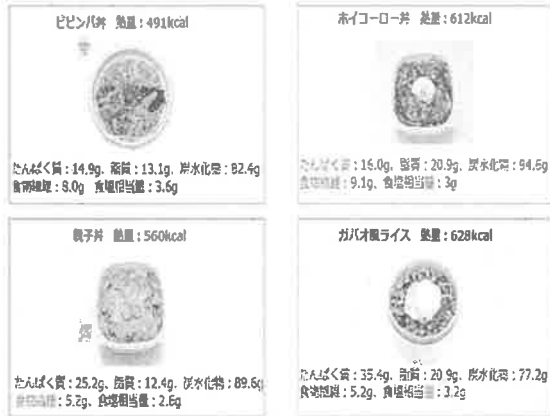 ビビンバ丼 熱量：491kcal
たんぱく質：14.9g、脂質：13.1g、炭水化物：82.4g
食物繊維：8.0g 食塩相当量：3.6g
ホイコーロー丼 熱量：612kcal
たんぱく質：16.0g、脂質：20.9g、炭水化物：94.6g
食物繊維：9.1g、食塩相当量：3g
親子丼 熱量：560kcal
たんぱく質：25.2g、脂質：12.4g、炭水化物：89.6g
食物繊維：5.2g、食塩相当量：2.6g
ガパオ風ライス 熱量：628kcal
たんぱく質：35.4g、脂質：20.9g、炭水化物：77.2g
食物繊維：5.2g、食塩相当量：3.2g